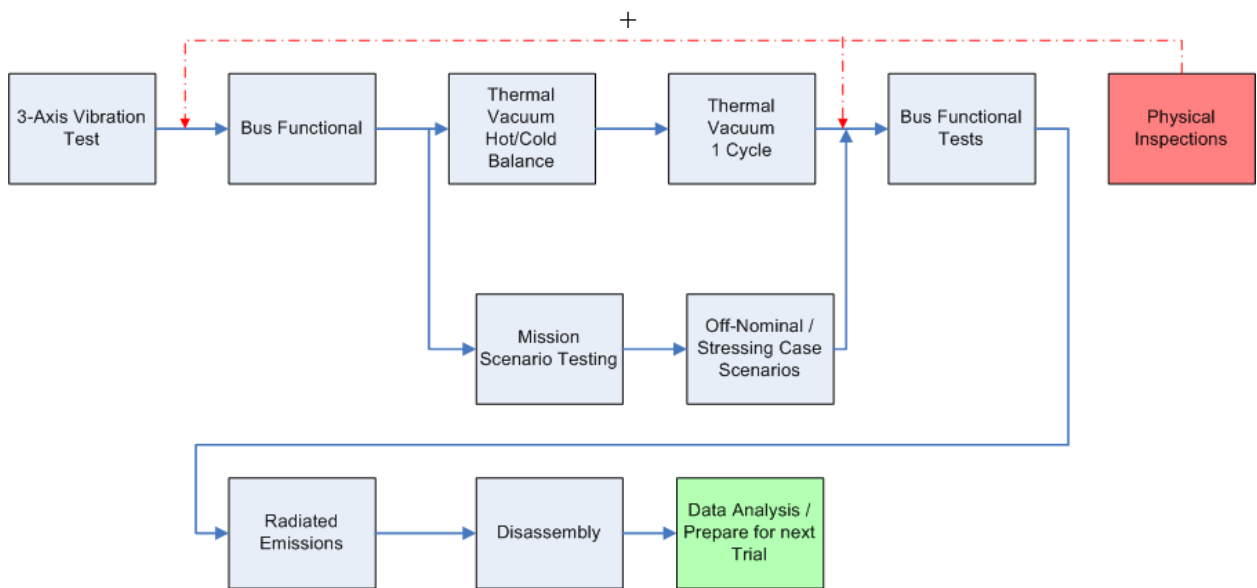 +
3-Axis Vibration
Test
Bus Functional
Thermal
Vacuum
Hot/Cold
Balance
Thermal
Vacuum
1 Cycle
Bus Functional
Tests
Physical
Inspections
Mission
Scenario Testing
Off-Nominal /
Stressing Case
Scenarios
Radiated
Emissions
Disassembly
Data Analysis /
Prepare for next
Trial